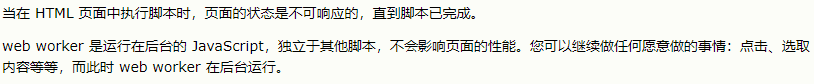 当在 HTML 页面中执行脚本时，页面的状态是不可响应的，直到脚本已完成。
web worker 是运行在后台的 JavaScript，独立于其他脚本，不会影响页面的性能。您可以继续做任何愿意做的事情：点击、选取
内容等等，而此时 web worker 在后台运行。